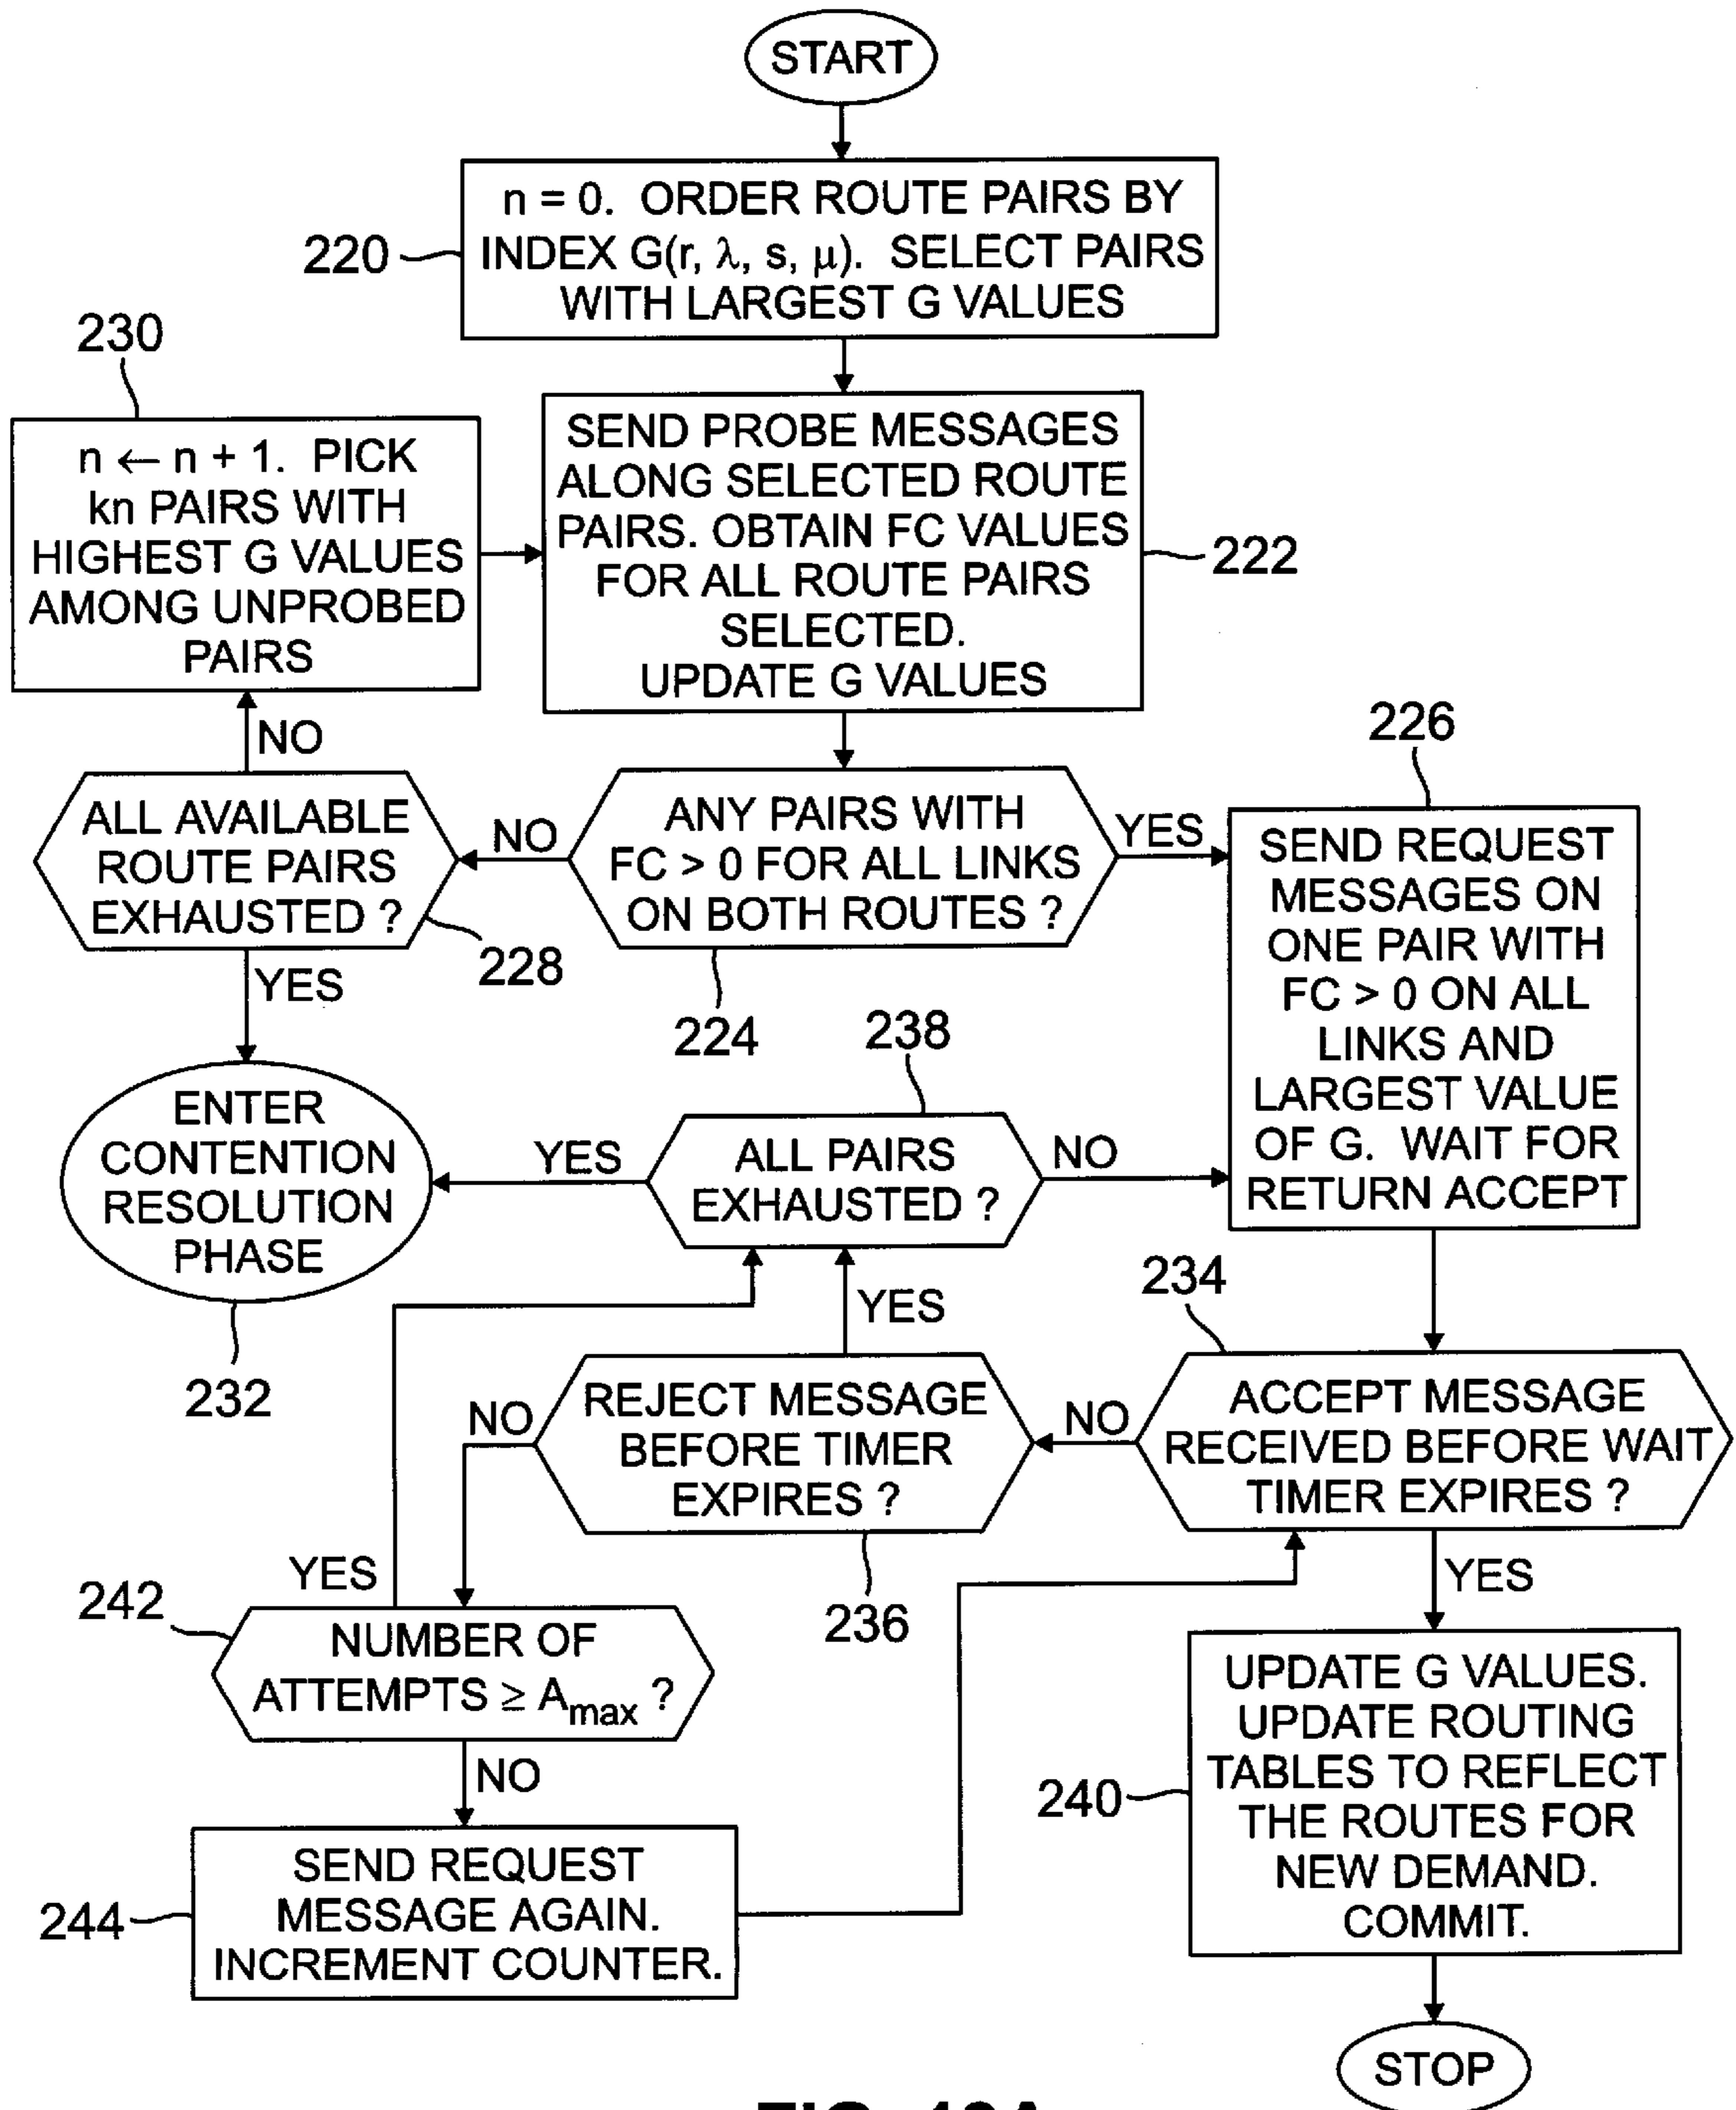 START
n = 0. ORDER ROUTE PAIRS BY
INDEX G(r, λ, s, μ). SELECT PAIRS
WITH LARGEST G VALUES
220
230
n ← n + 1. PICK
kn PAIRS WITH
HIGHEST G VALUES
AMONG UNPROBED
PAIRS
SEND PROBE MESSAGES
ALONG SELECTED ROUTE
PAIRS. OBTAIN FC VALUES
FOR ALL ROUTE PAIRS
SELECTED.
UPDATE G VALUES
222
NO
ALL AVAILABLE
ROUTE PAIRS
EXHAUSTED ?
228
NO
ANY PAIRS WITH
FC > 0 FOR ALL LINKS
ON BOTH ROUTES ?
224
YES
226
SEND REQUEST
MESSAGES ON
ONE PAIR WITH
FC > 0 ON ALL
LINKS AND
LARGEST VALUE
OF G. WAIT FOR
RETURN ACCEPT
YES
ENTER
CONTENTION
RESOLUTION
PHASE
232
YES
238
ALL PAIRS
EXHAUSTED ?
NO
YES
234
ACCEPT MESSAGE
RECEIVED BEFORE WAIT
TIMER EXPIRES ?
NO
REJECT MESSAGE
BEFORE TIMER
EXPIRES ?
236
NO
YES
242
NUMBER OF
ATTEMPTS ≥ Amax ?
NO
244
SEND REQUEST
MESSAGE AGAIN.
INCREMENT COUNTER.
YES
240
UPDATE G VALUES.
UPDATE ROUTING
TABLES TO REFLECT
THE ROUTES FOR
NEW DEMAND.
COMMIT.
STOP